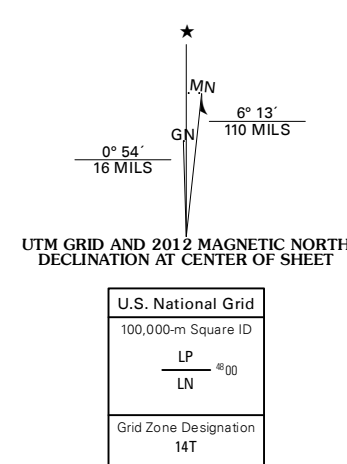 ★
MN
GN
6° 13´
110 MILS
0° 54´
16 MILS
UTM GRID AND 2012 MAGNETIC NORTH
DECLINATION AT CENTER OF SHEET
U.S. National Grid
100,000-m Square ID
LP
4800
LN
Grid Zone Designation
14T